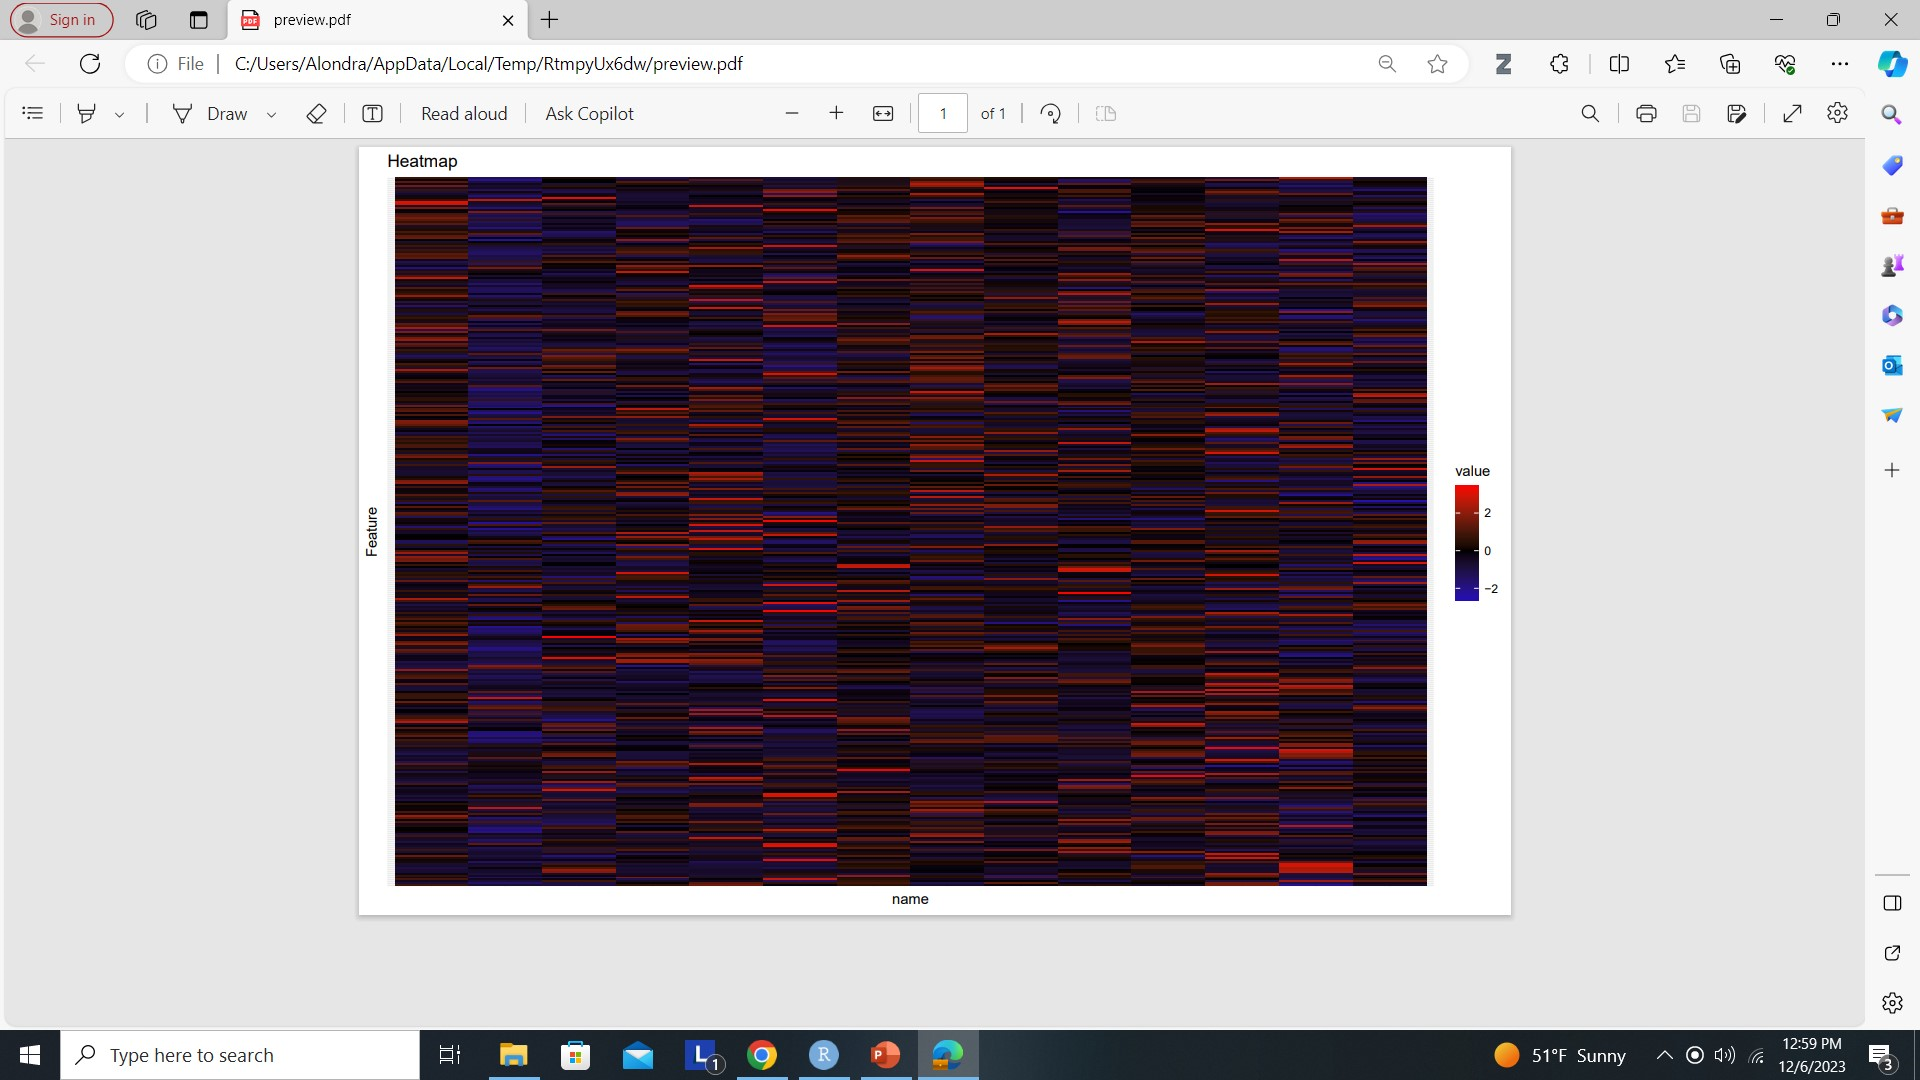 Sign in
preview.pdf
File
C:/Users/Alondra/AppData/Local/Temp/RtmpyUx6dw/preview.pdf
Draw
Read aloud
Ask Copilot
1
of 1
Heatmap
Feature
value
2
0
−2
name
Type here to search
1
51°F Sunny
12:59 PM
12/6/2023
3